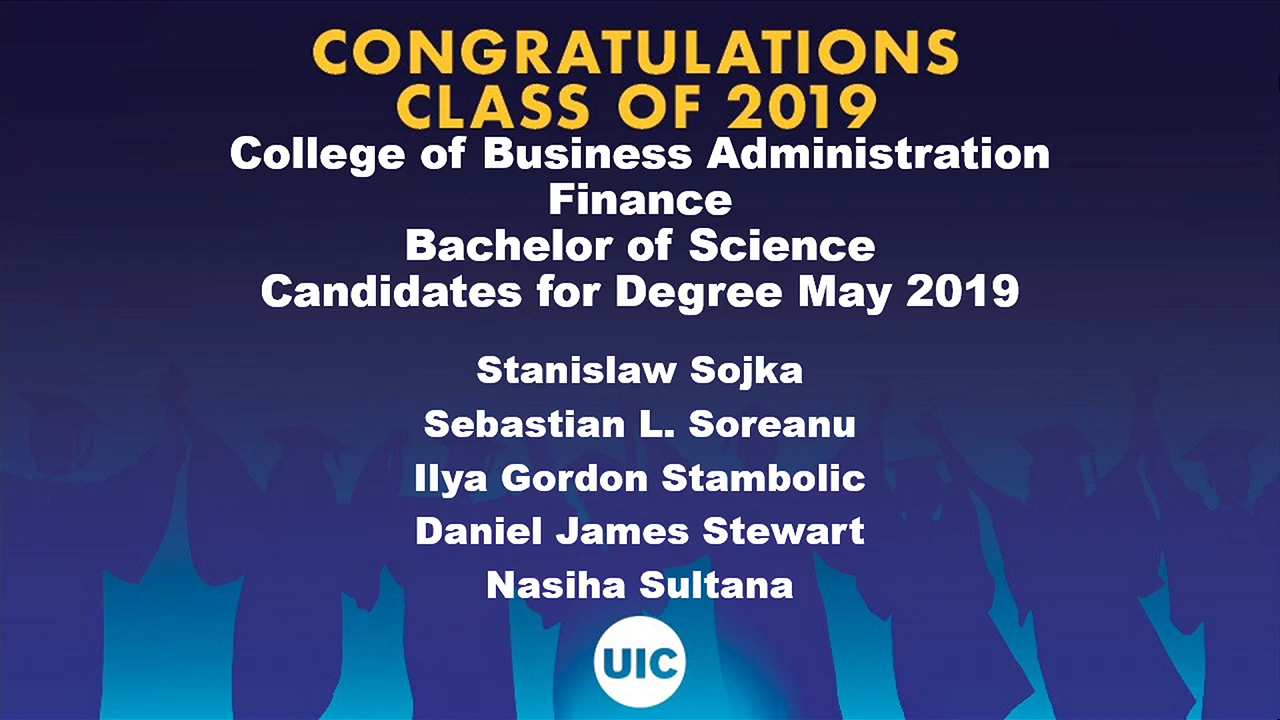 CONGRATULATIONS
CLASS OF 2019
College of Business Administration
Finance
Bachelor of Science
Candidates for Degree May 2019
Stanislaw Sojka
Sebastian L. Soreanu
Ilya Gordon Stambolic
Daniel James Stewart
Nasiha Sultana
UIC